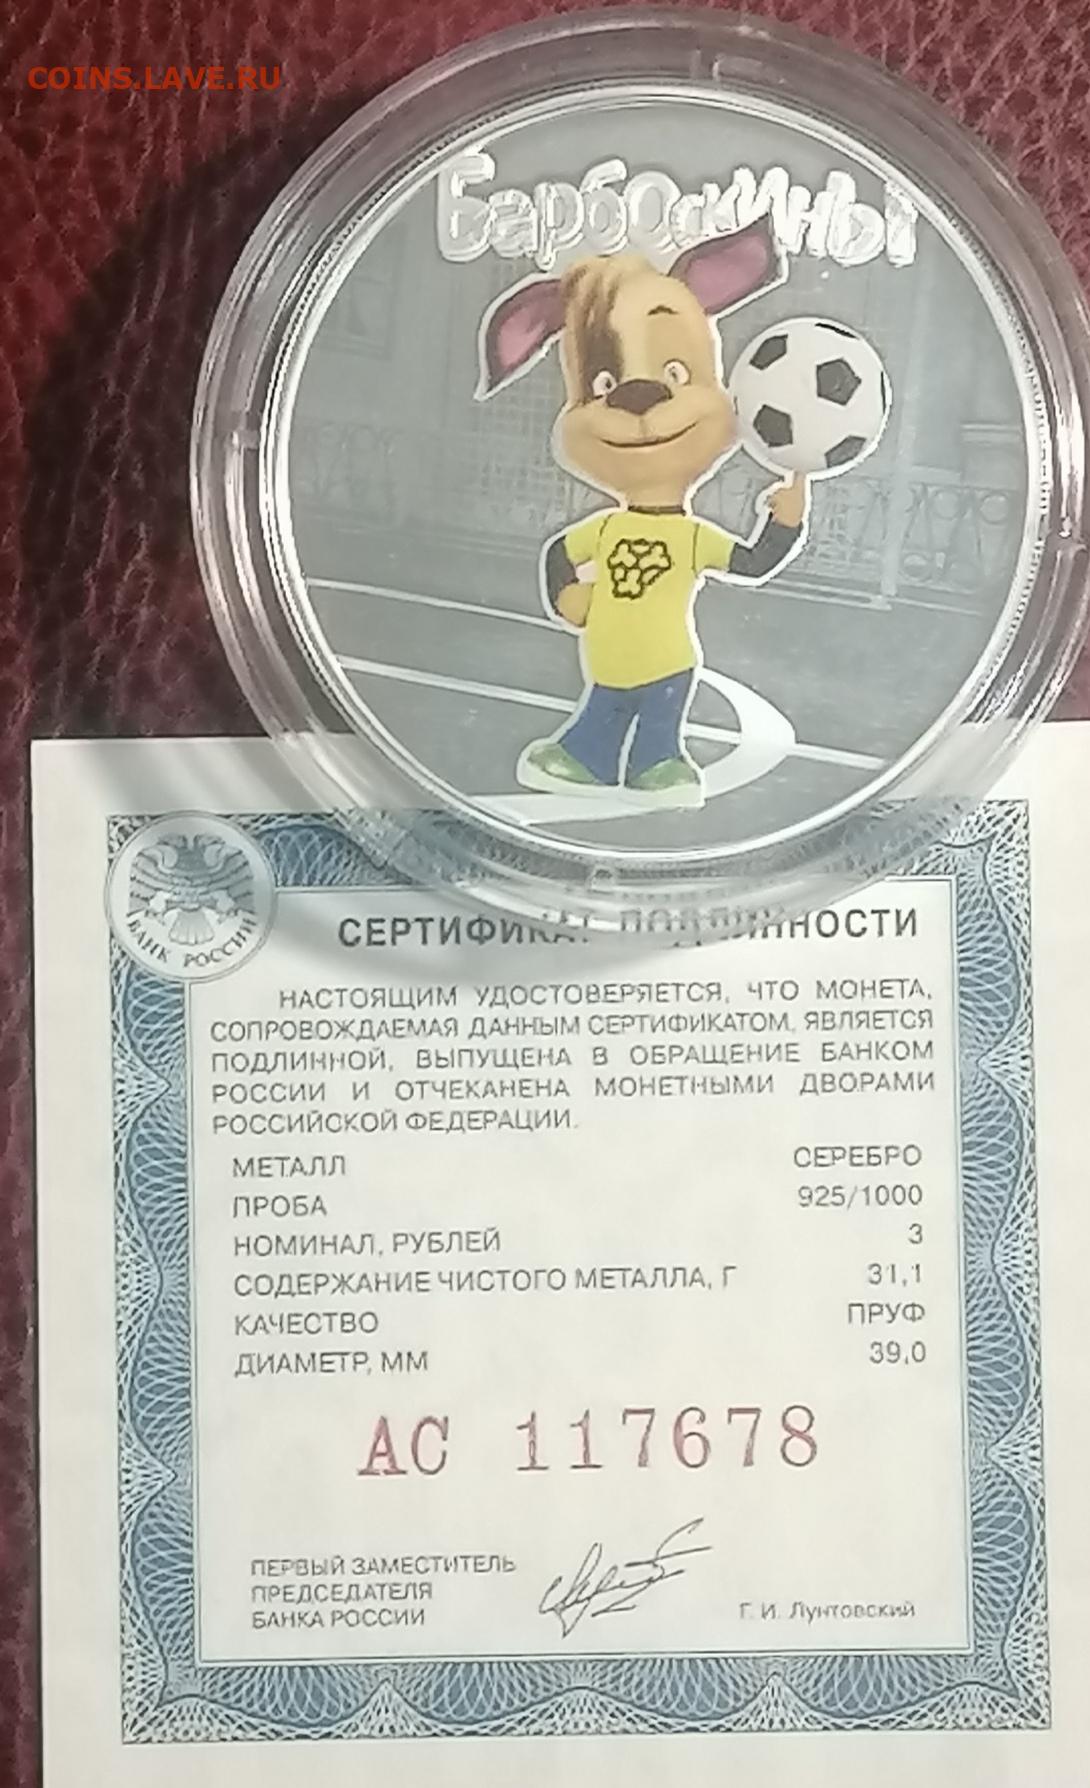 COINS.LAVE.RU
Барбоскины
БАНК РОССИИ
СЕРТИФИКАТ ПОДЛИННОСТИ
НАСТОЯЩИМ УДОСТОВЕРЯЕТСЯ, ЧТО МОНЕТА,
СОПРОВОЖДАЕМАЯ ДАННЫМ СЕРТИФИКАТОМ, ЯВЛЯЕТСЯ
ПОДЛИННОЙ, ВЫПУЩЕНА В ОБРАЩЕНИЕ БАНКОМ
РОССИИ И ОТЧЕКАНЕНА МОНЕТНЫМИ ДВОРАМИ
РОССИЙСКОЙ ФЕДЕРАЦИИ.
МЕТАЛЛ СЕРЕБРО
ПРОБА 925/1000
НОМИНАЛ, РУБЛЕЙ 3
СОДЕРЖАНИЕ ЧИСТОГО МЕТАЛЛА, Г 31,1
КАЧЕСТВО ПРУФ
ДИАМЕТР, ММ 39,0
АС 117678
ПЕРВЫЙ ЗАМЕСТИТЕЛЬ
ПРЕДСЕДАТЕЛЯ
БАНКА РОССИИ Г. И. Лунтовский